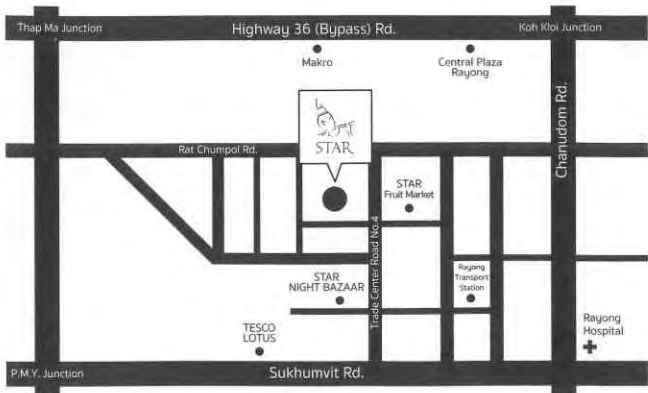 Thap Ma Junction
Highway 36 (Bypass) Rd.
Koh Kloi Junction
Makro
Central Plaza
Rayong
STAR
Rat Chumpol Rd.
Chanudom Rd.
STAR
Fruit Market
Trade Center Road No.4
STAR
NIGHT BAZAAR
Rayong
Transport
Station
TESCO
LOTUS
Rayong
Hospital
P.M.Y. Junction
Sukhumvit Rd.